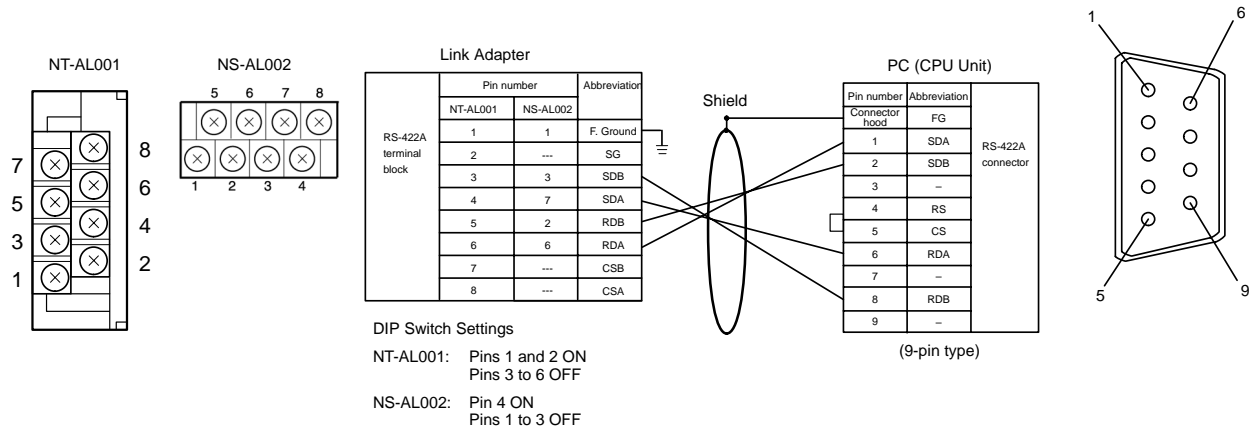 NT-AL001
7
5
3
1
8
6
4
2
NS-AL002
5 6 7 8
1 2 3 4
Link Adapter
Pin number Abbreviation
NT-AL001 NS-AL002
RS-422A
terminal
block
1 1 F. Ground
2 --- SG
3 3 SDB
4 7 SDA
5 2 RDB
6 6 RDA
7 --- CSB
8 --- CSA
DIP Switch Settings
NT-AL001: Pins 1 and 2 ON
Pins 3 to 6 OFF
NS-AL002: Pin 4 ON
Pins 1 to 3 OFF
Shield
PC (CPU Unit)
Pin number Abbreviation
Connector
hood FG
1 SDA
2 SDB
3 –
4 RS
5 CS
6 RDA
7 –
8 RDB
9 –
RS-422A
connector
(9-pin type)
1
6
5
9